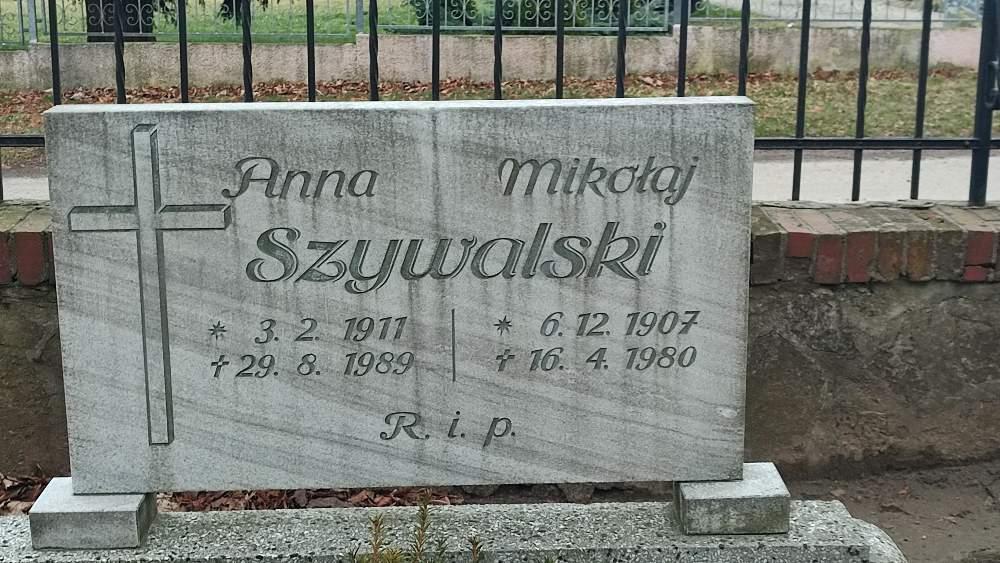 Anna Mikołaj
Szywalski
* 3. 2. 1911 * 6. 12. 1907
† 29. 8. 1989 † 16. 4. 1980
R. i. p.